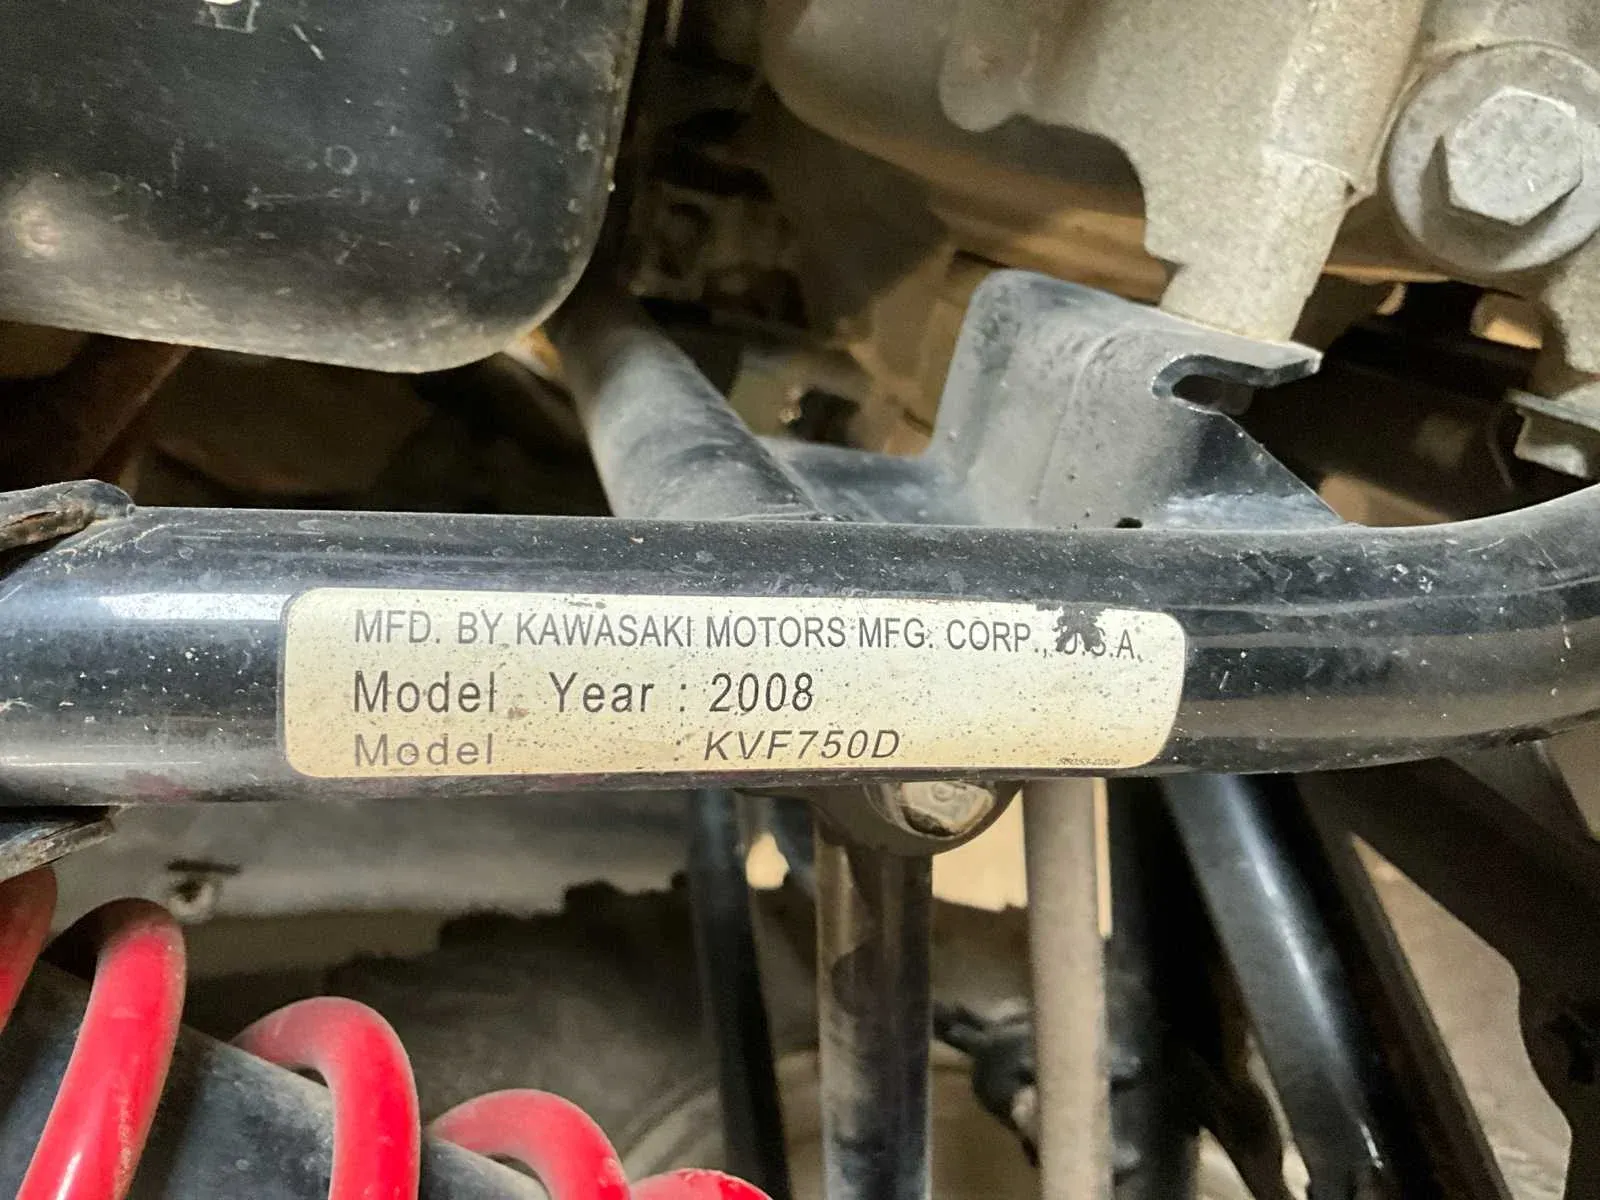 MFD. BY KAWASAKI MOTORS MFG. CORP., U.S.A.
Model Year : 2008
Model KVF750D